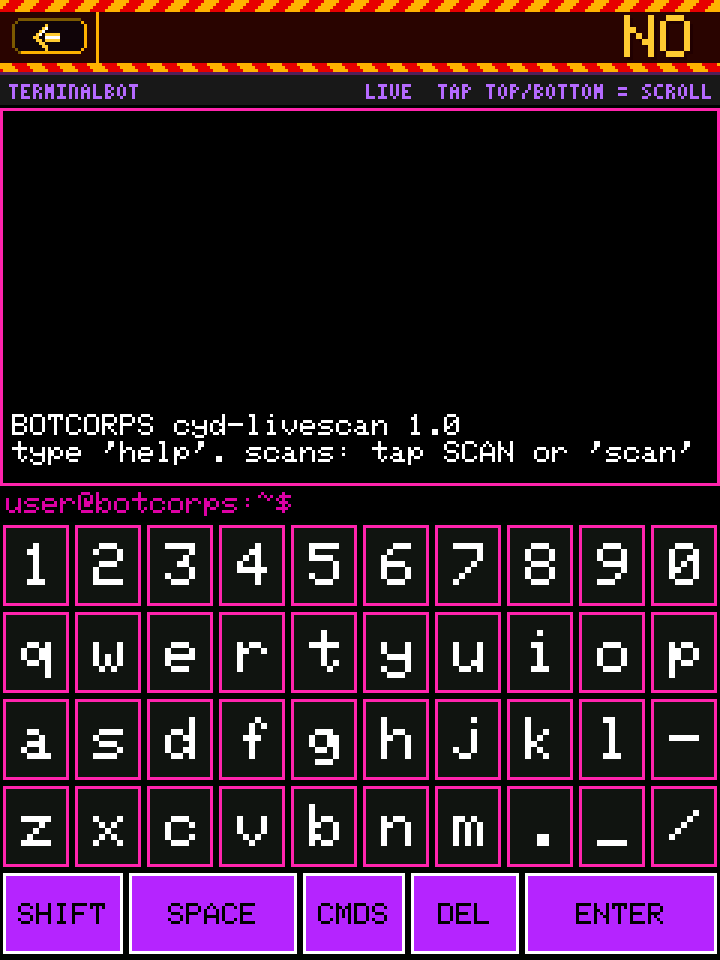 ←
NO
TERMINALBOT LIVE TAP TOP/BOTTOM = SCROLL
BOTCORPS cyd-livescan 1.0
type 'help'. scans: tap SCAN or 'scan'
user@botcorps:~$
1 2 3 4 5 6 7 8 9 0
q w e r t y u i o p
a s d f g h j k l -
z x c v b n m . _ /
SHIFT SPACE CMDS DEL ENTER